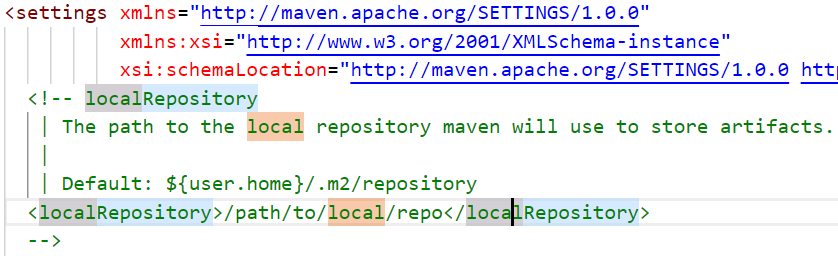 <settings xmlns="http://maven.apache.org/SETTINGS/1.0.0"
xmlns:xsi="http://www.w3.org/2001/XMLSchema-instance"
xsi:schemaLocation="http://maven.apache.org/SETTINGS/1.0.0 htt
<!-- localRepository
| The path to the local repository maven will use to store artifacts.
|
| Default: ${user.home}/.m2/repository
<localRepository>/path/to/local/repo</localRepository>
-->